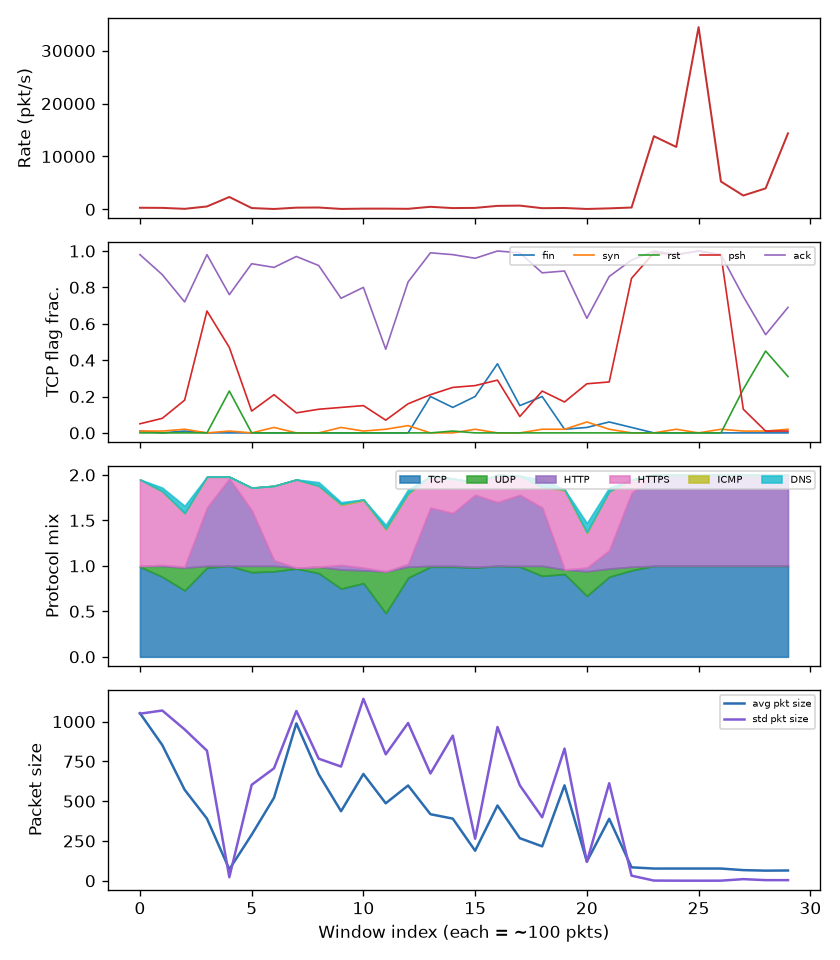 Rate (pkt/s)
30000
20000
10000
0
TCP flag frac.
1.0
0.8
0.6
0.4
0.2
0.0
fin syn rst psh ack
Protocol mix
2.0
1.5
1.0
0.5
0.0
TCP UDP HTTP HTTPS ICMP DNS
Packet size
1000
750
500
250
0
avg pkt size
std pkt size
0 5 10 15 20 25 30
Window index (each = ~100 pkts)